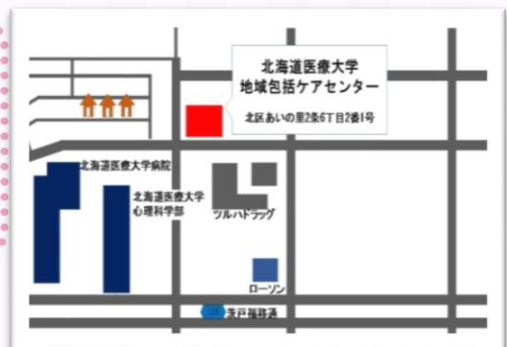 北海道医療大学
地域包括ケアセンター
北区あいの里2条6丁目2番1号
北海道医療大学病院
北海道医療大学
心理科学部
ツルハドラッグ
ローソン
茨戸福移通